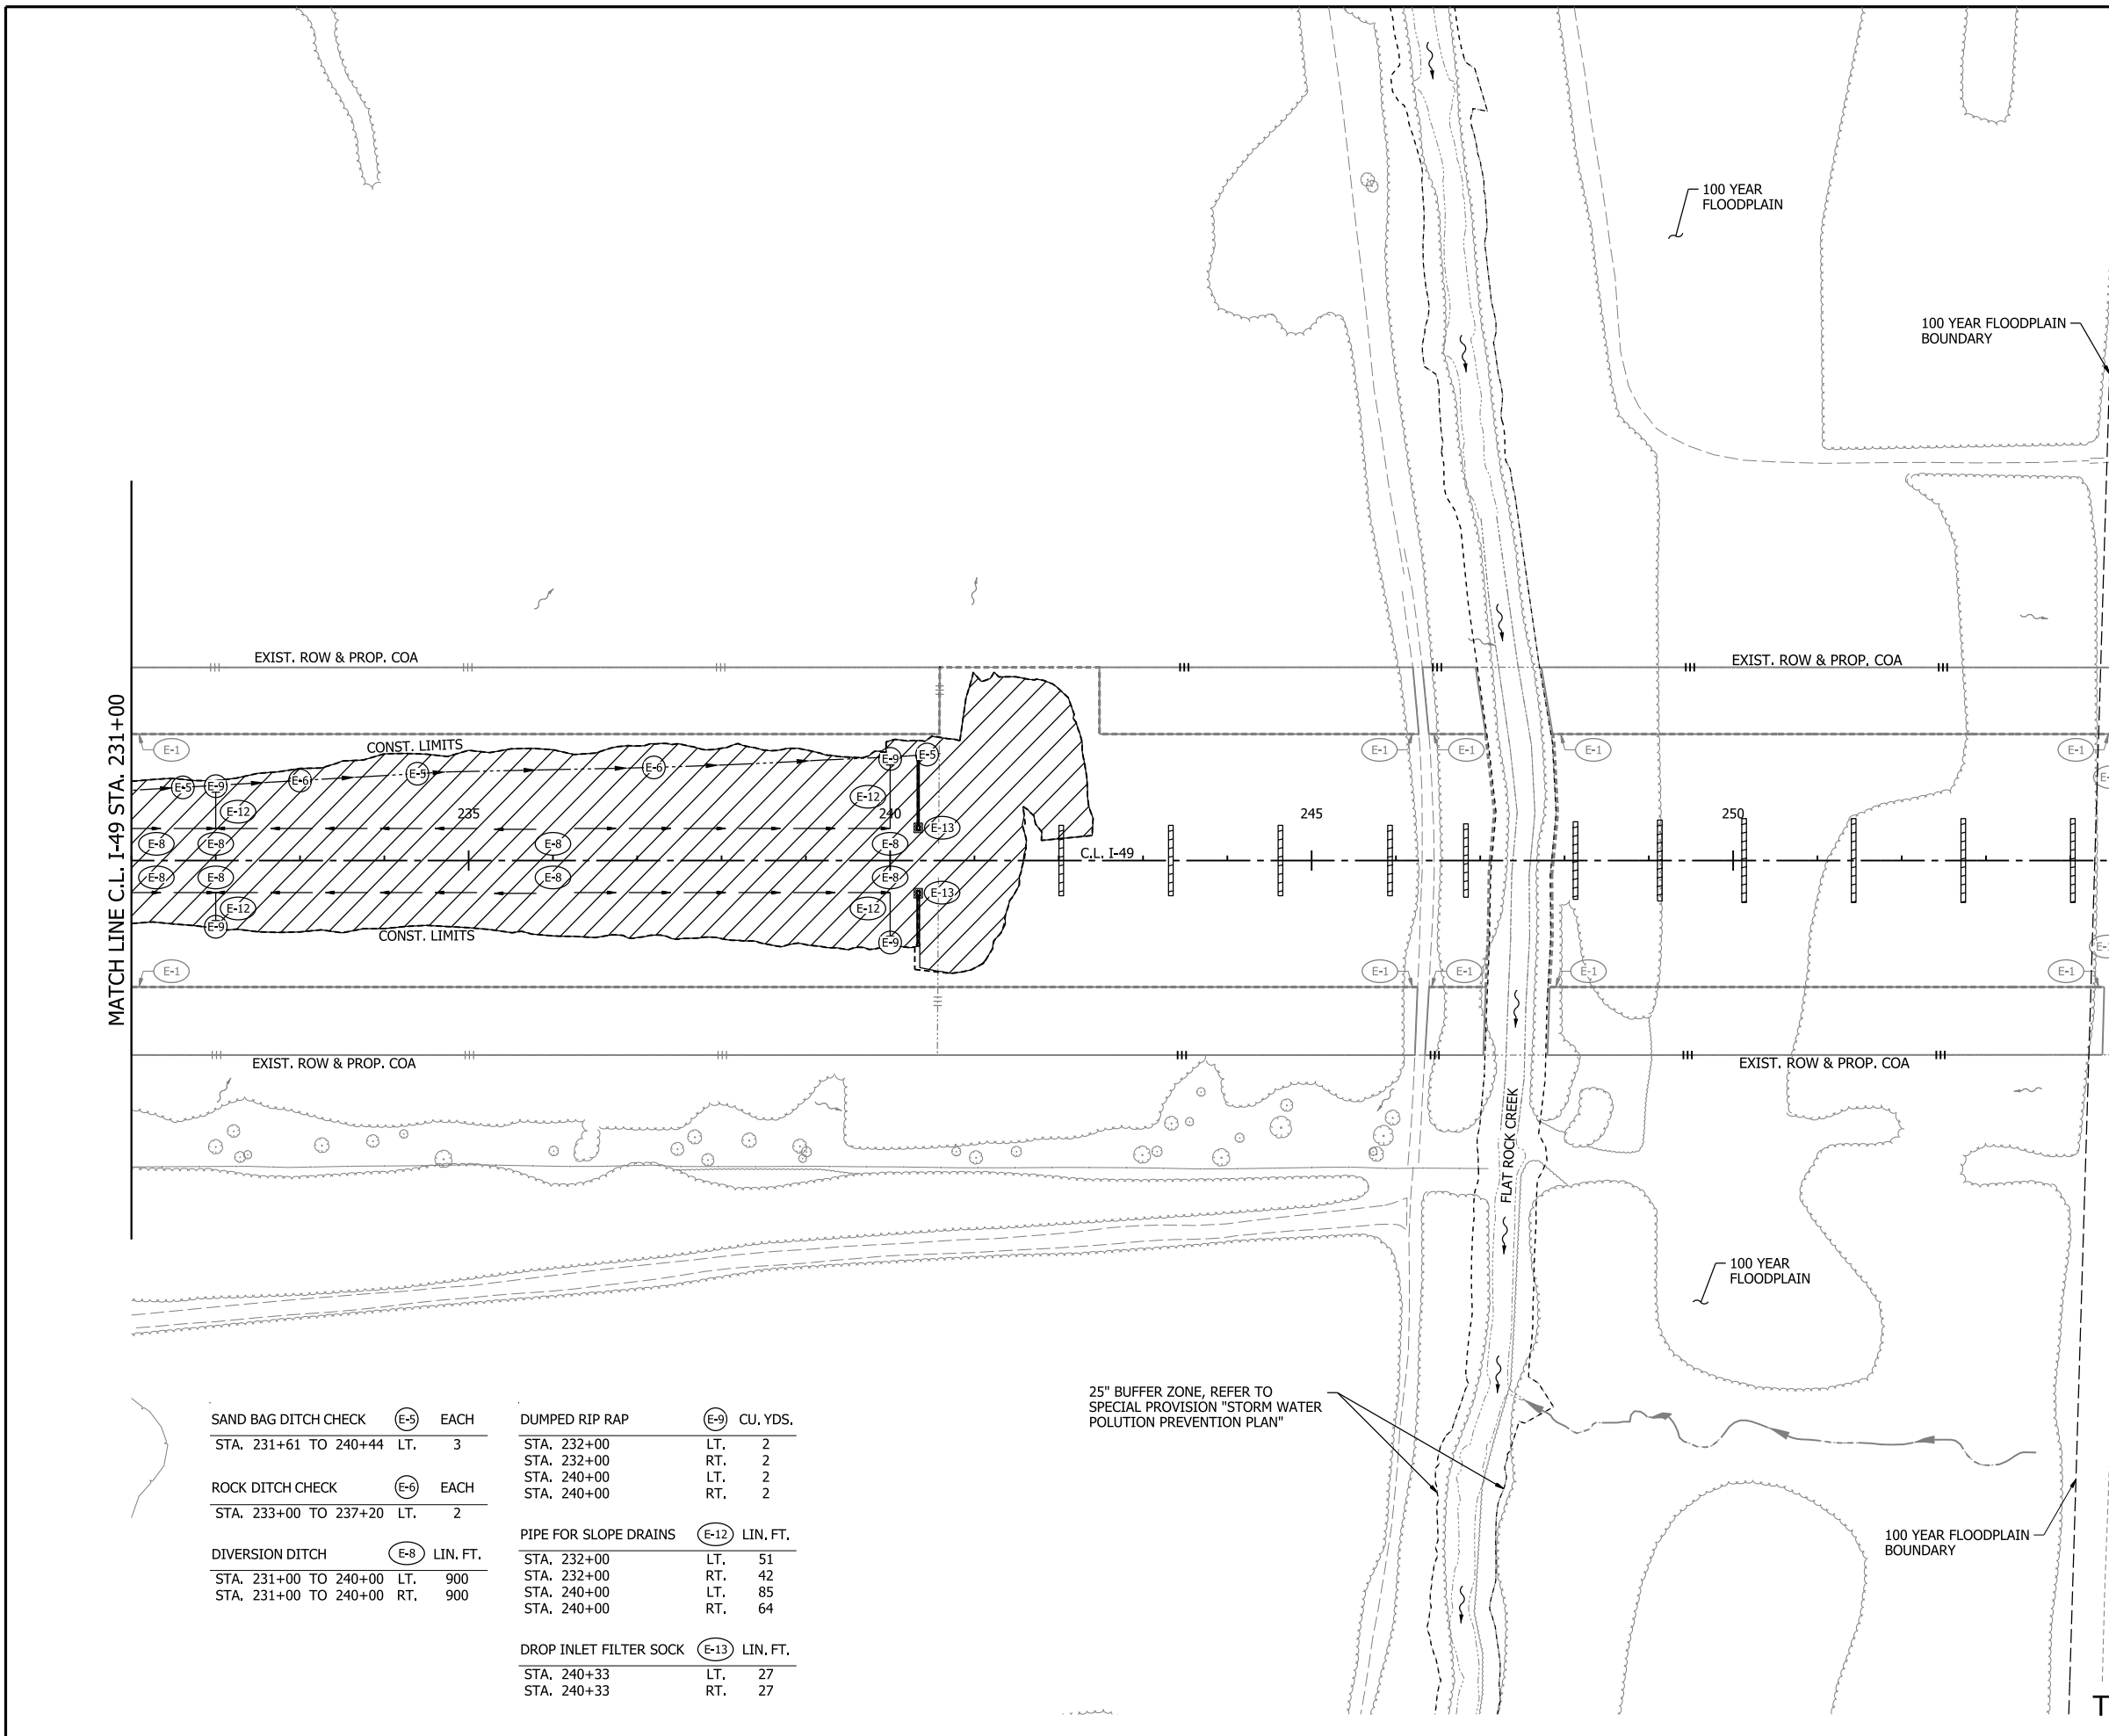 100 YEAR
FLOODPLAIN
100 YEAR FLOODPLAIN
BOUNDARY
EXIST. ROW & PROP. COA
EXIST. ROW & PROP. COA
MATCH LINE C.L. I-49 STA. 231+00
E-1
CONST. LIMITS
E-1
E-1
E-1
E-1
E-5
E-9
E-6
E-5
E-6
E-9
E-5
E-12
E-12
235
240
245
250
E-13
E-8
E-8
E-8
E-8
C.L. I-49
E-8
E-8
E-8
E-8
E-13
E-12
E-12
E-9
CONST. LIMITS
E-9
E-1
E-1
E-1
E-1
E-1
EXIST. ROW & PROP. COA
EXIST. ROW & PROP. COA
FLAT ROCK CREEK
100 YEAR
FLOODPLAIN
25" BUFFER ZONE, REFER TO
SPECIAL PROVISION "STORM WATER
POLUTION PREVENTION PLAN"
100 YEAR FLOODPLAIN
BOUNDARY
SAND BAG DITCH CHECK E-5 EACH
STA. 231+61 TO 240+44 LT. 3
ROCK DITCH CHECK E-6 EACH
STA. 233+00 TO 237+20 LT. 2
DIVERSION DITCH E-8 LIN. FT.
STA. 231+00 TO 240+00 LT. 900
STA. 231+00 TO 240+00 RT. 900
DUMPED RIP RAP E-9 CU. YDS.
STA. 232+00 LT. 2
STA. 232+00 RT. 2
STA. 240+00 LT. 2
STA. 240+00 RT. 2
PIPE FOR SLOPE DRAINS E-12 LIN. FT.
STA. 232+00 LT. 51
STA. 232+00 RT. 42
STA. 240+00 LT. 85
STA. 240+00 RT. 64
DROP INLET FILTER SOCK E-13 LIN. FT.
STA. 240+33 LT. 27
STA. 240+33 RT. 27